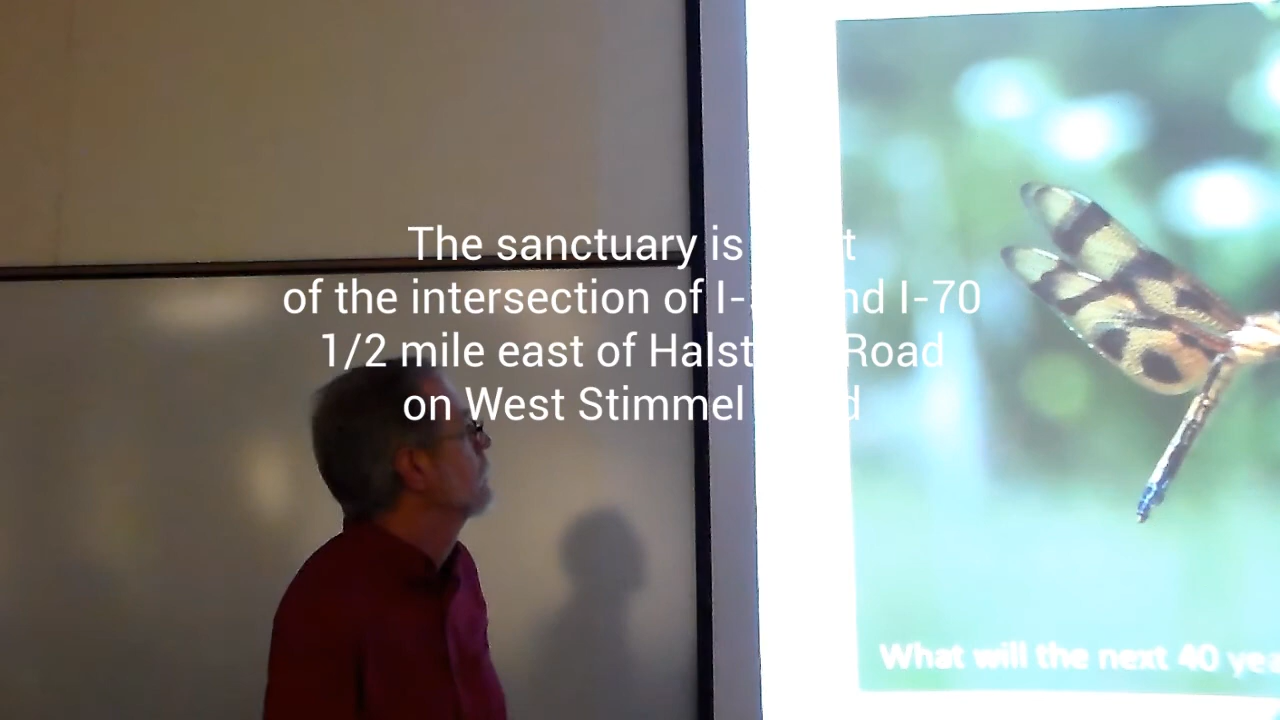 The sanctuary is
of the intersection of I- nd I-70
1/2 mile east of Halst Road
on West Stimmel
What will the next 40 yea